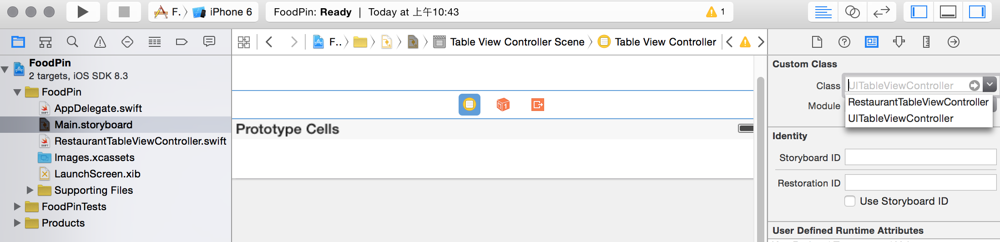 F. 〉 iPhone 6
FoodPin: Ready | Today at 上午10:43
1
F..
Table View Controller Scene
Table View Controller
FoodPin
2 targets, iOS SDK 8.3
FoodPin
AppDelegate.swift
Main.storyboard
RestaurantTableViewController.swift
Images.xcassets
LaunchScreen.xib
Supporting Files
FoodPinTests
Products
Prototype Cells
Custom Class
Class
UITableViewController
RestaurantTableViewController
UITableViewController
Module
Identity
Storyboard ID
Restoration ID
Use Storyboard ID
User Defined Runtime Attributes